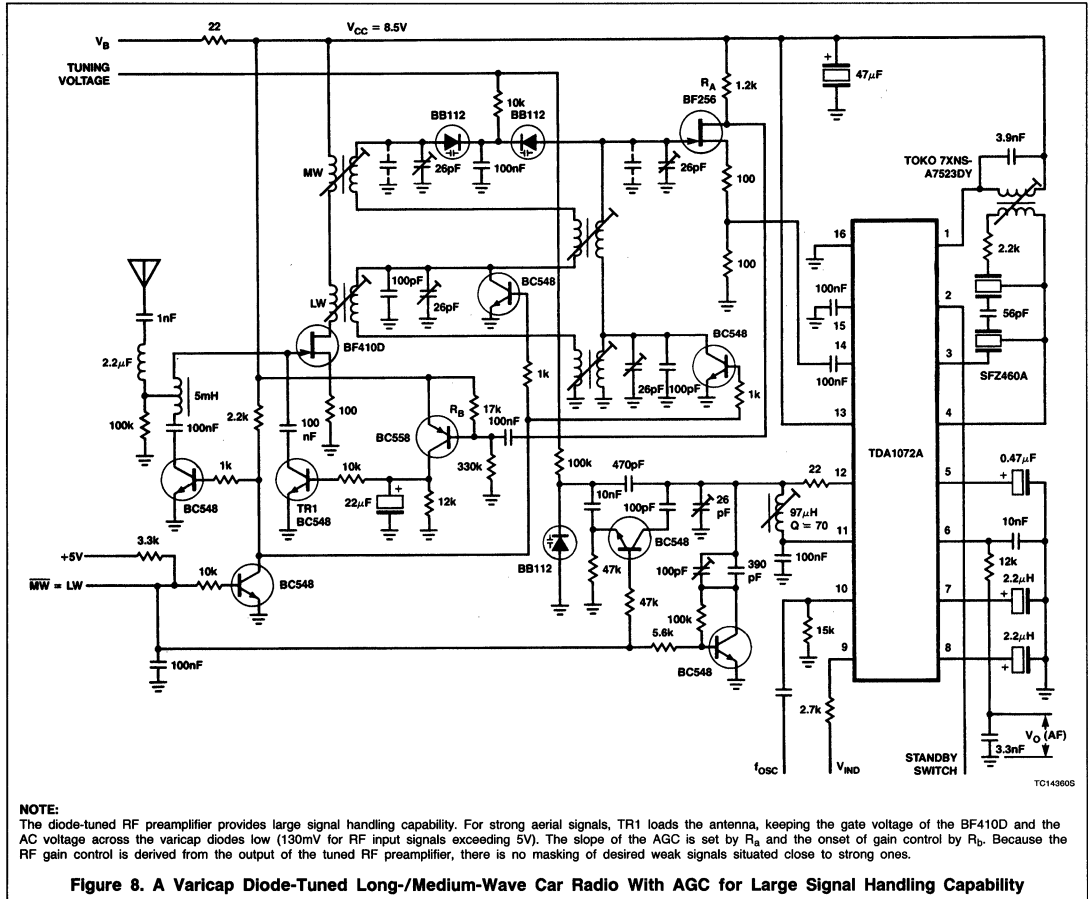 22
V_CC = 8.5V
V_B
TUNING VOLTAGE
R_A
1.2k
BF256
+
47μF
10k
BB112
BB112
3.9nF
TOKO 7XNS-
A7523DY
MW
26pF
100nF
26pF
100
16
1
2.2k
100
100pF
BC548
100nF
2
LW
26pF
15
56pF
1nF
BF410D
14
BC548
3
2.2μF
1k
100nF
SFZ460A
5mH
26pF
100pF
1k
100k
2.2k
100
R_B
17k
13
4
100nF
100 nF
BC558
100nF
TDA1072A
0.47μF
330k
100k
470pF
22
12
5
+
1k
10k
10nF
100pF
26 pF
97μH
Q = 70
10nF
22μF
+
12k
BC548
TR1
BC548
BC548
11
6
12k
+5V
3.3k
BB112
47k
100pF
390 pF
100nF
2.2μH
10
7
+
MW = LW
10k
BC548
47k
100k
2.2μH
5.6k
15k
9
8
+
100nF
BC548
2.7k
V_O (AF)
3.3nF
f_OSC
V_IND
STANDBY
SWITCH
TC14360S
NOTE:
The diode-tuned RF preamplifier provides large signal handling capability. For strong aerial signals, TR1 loads the antenna, keeping the gate voltage of the BF410D and the
AC voltage across the varicap diodes low (130mV for RF input signals exceeding 5V). The slope of the AGC is set by R_a and the onset of gain control by R_b. Because the
RF gain control is derived from the output of the tuned RF preamplifier, there is no masking of desired weak signals situated close to strong ones.
Figure 8. A Varicap Diode-Tuned Long-/Medium-Wave Car Radio With AGC for Large Signal Handling Capability